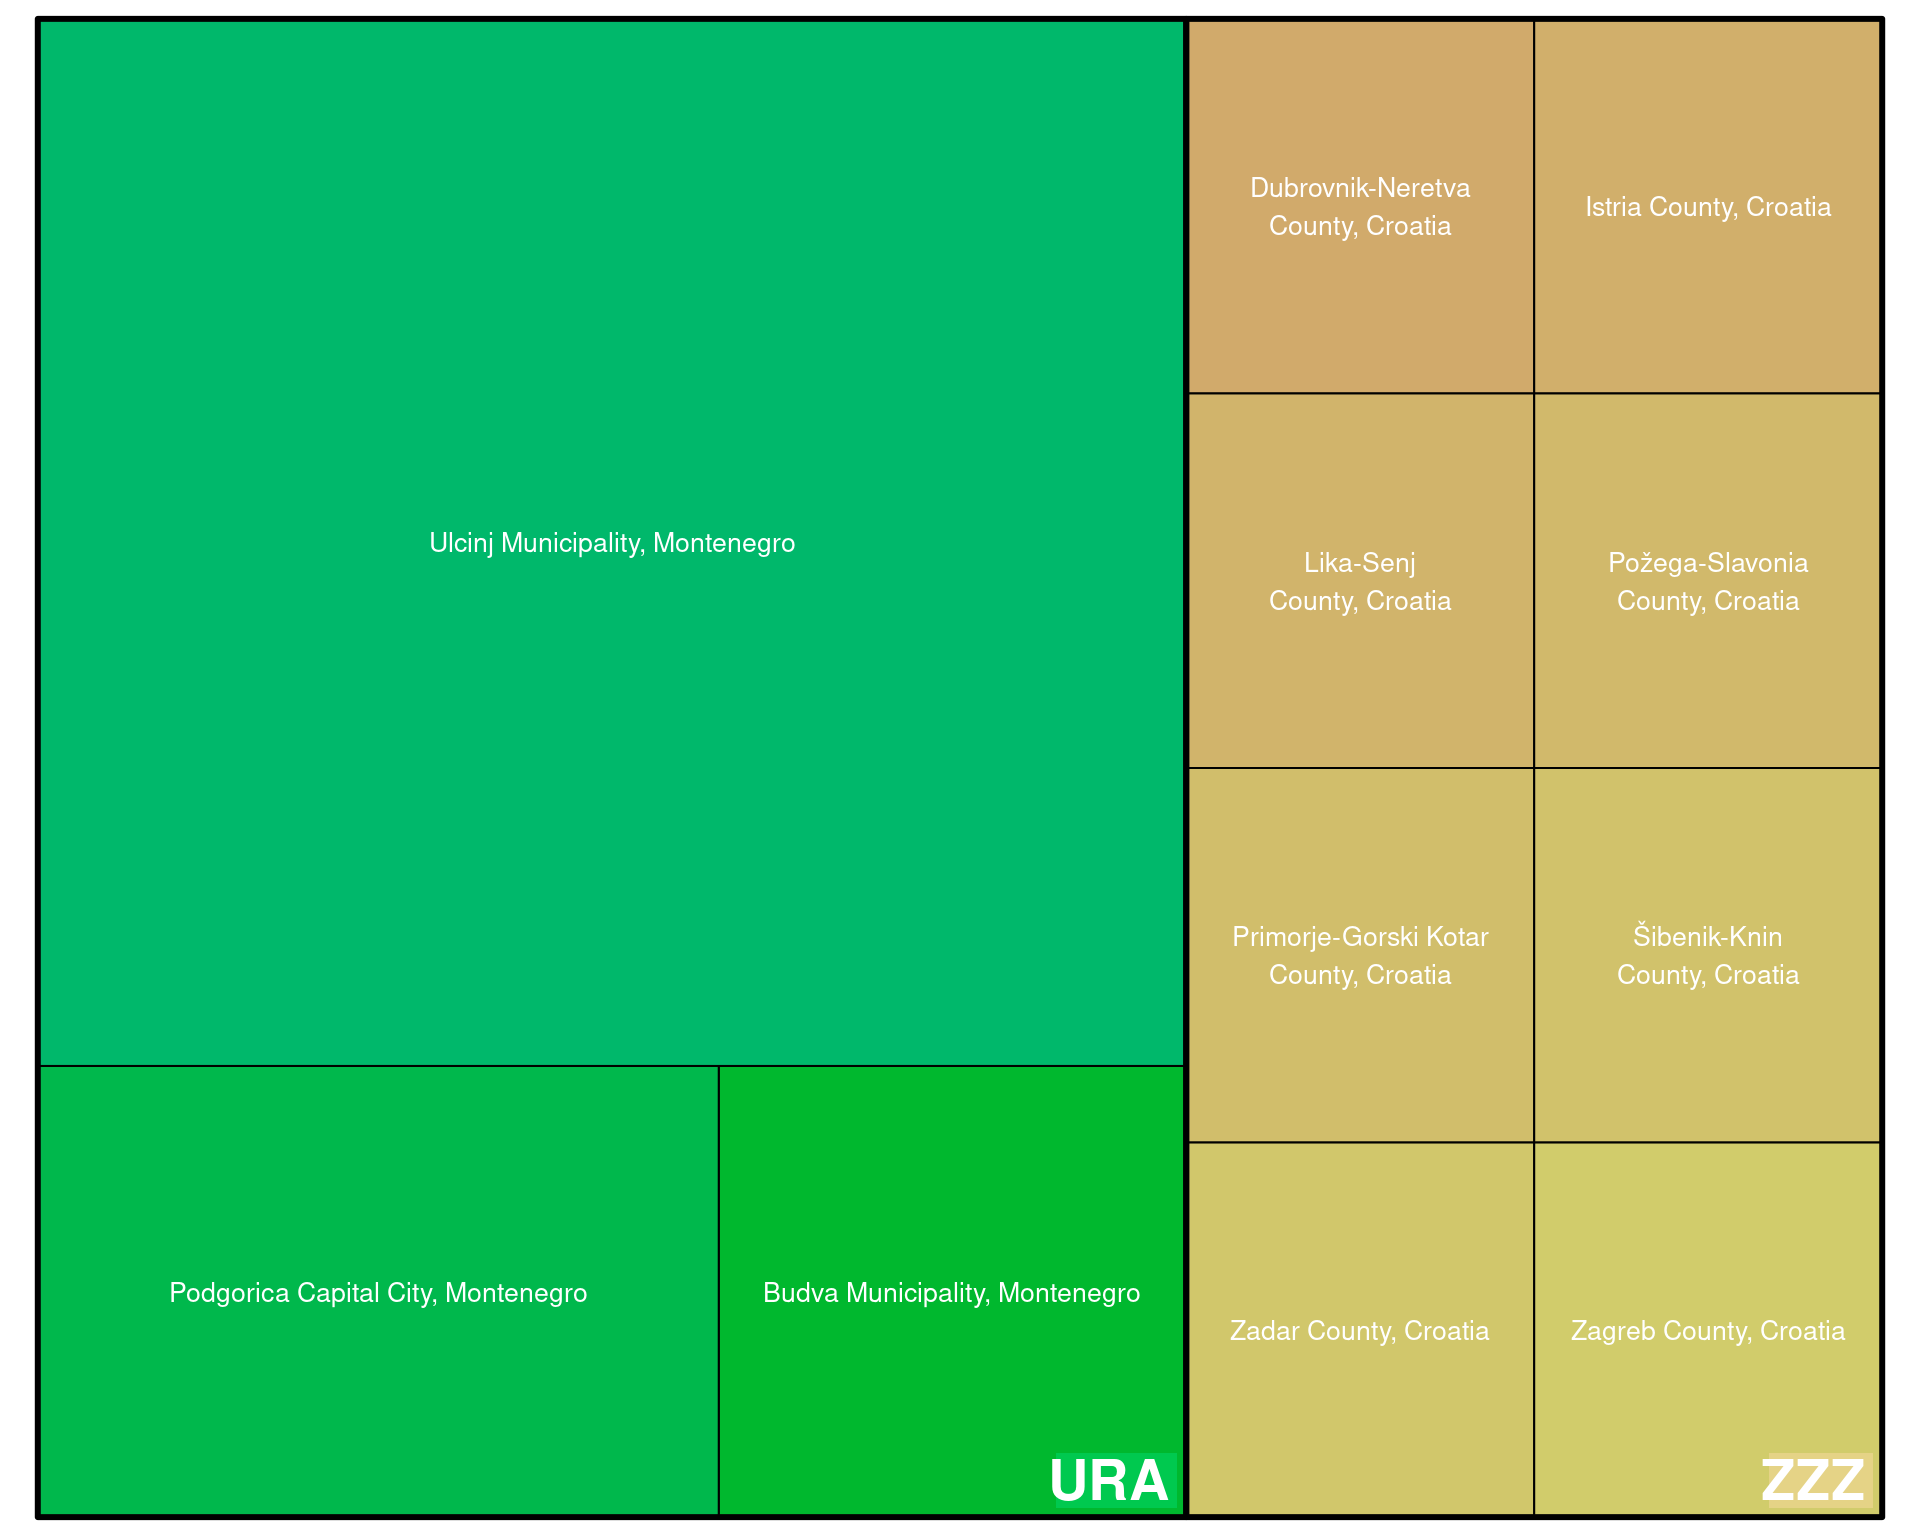 Ulcinj Municipality, Montenegro
Podgorica Capital City, Montenegro
Budva Municipality, Montenegro
URA
Dubrovnik-Neretva
County, Croatia
Istria County, Croatia
Lika-Senj
County, Croatia
Požega-Slavonia
County, Croatia
Primorje-Gorski Kotar
County, Croatia
Šibenik-Knin
County, Croatia
Zadar County, Croatia
Zagreb County, Croatia
ZZZ